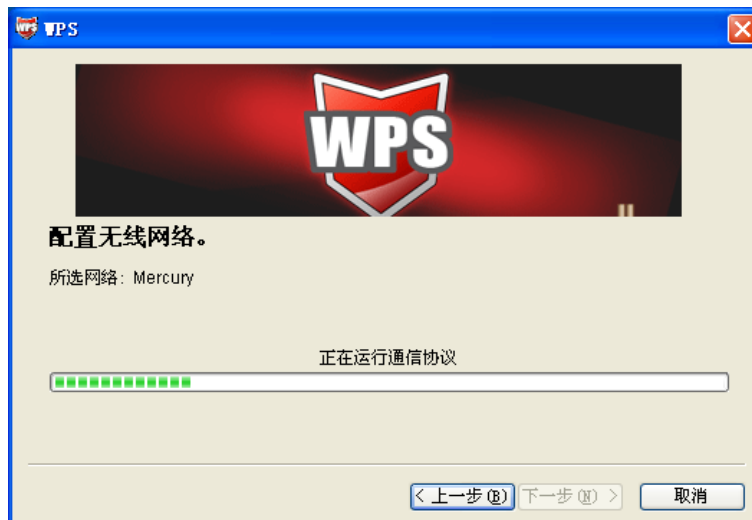 WPS WPS
WPS
配置无线网络。
所选网络: Mercury
正在运行通信协议
< 上一步(B) 下一步(N) > 取消